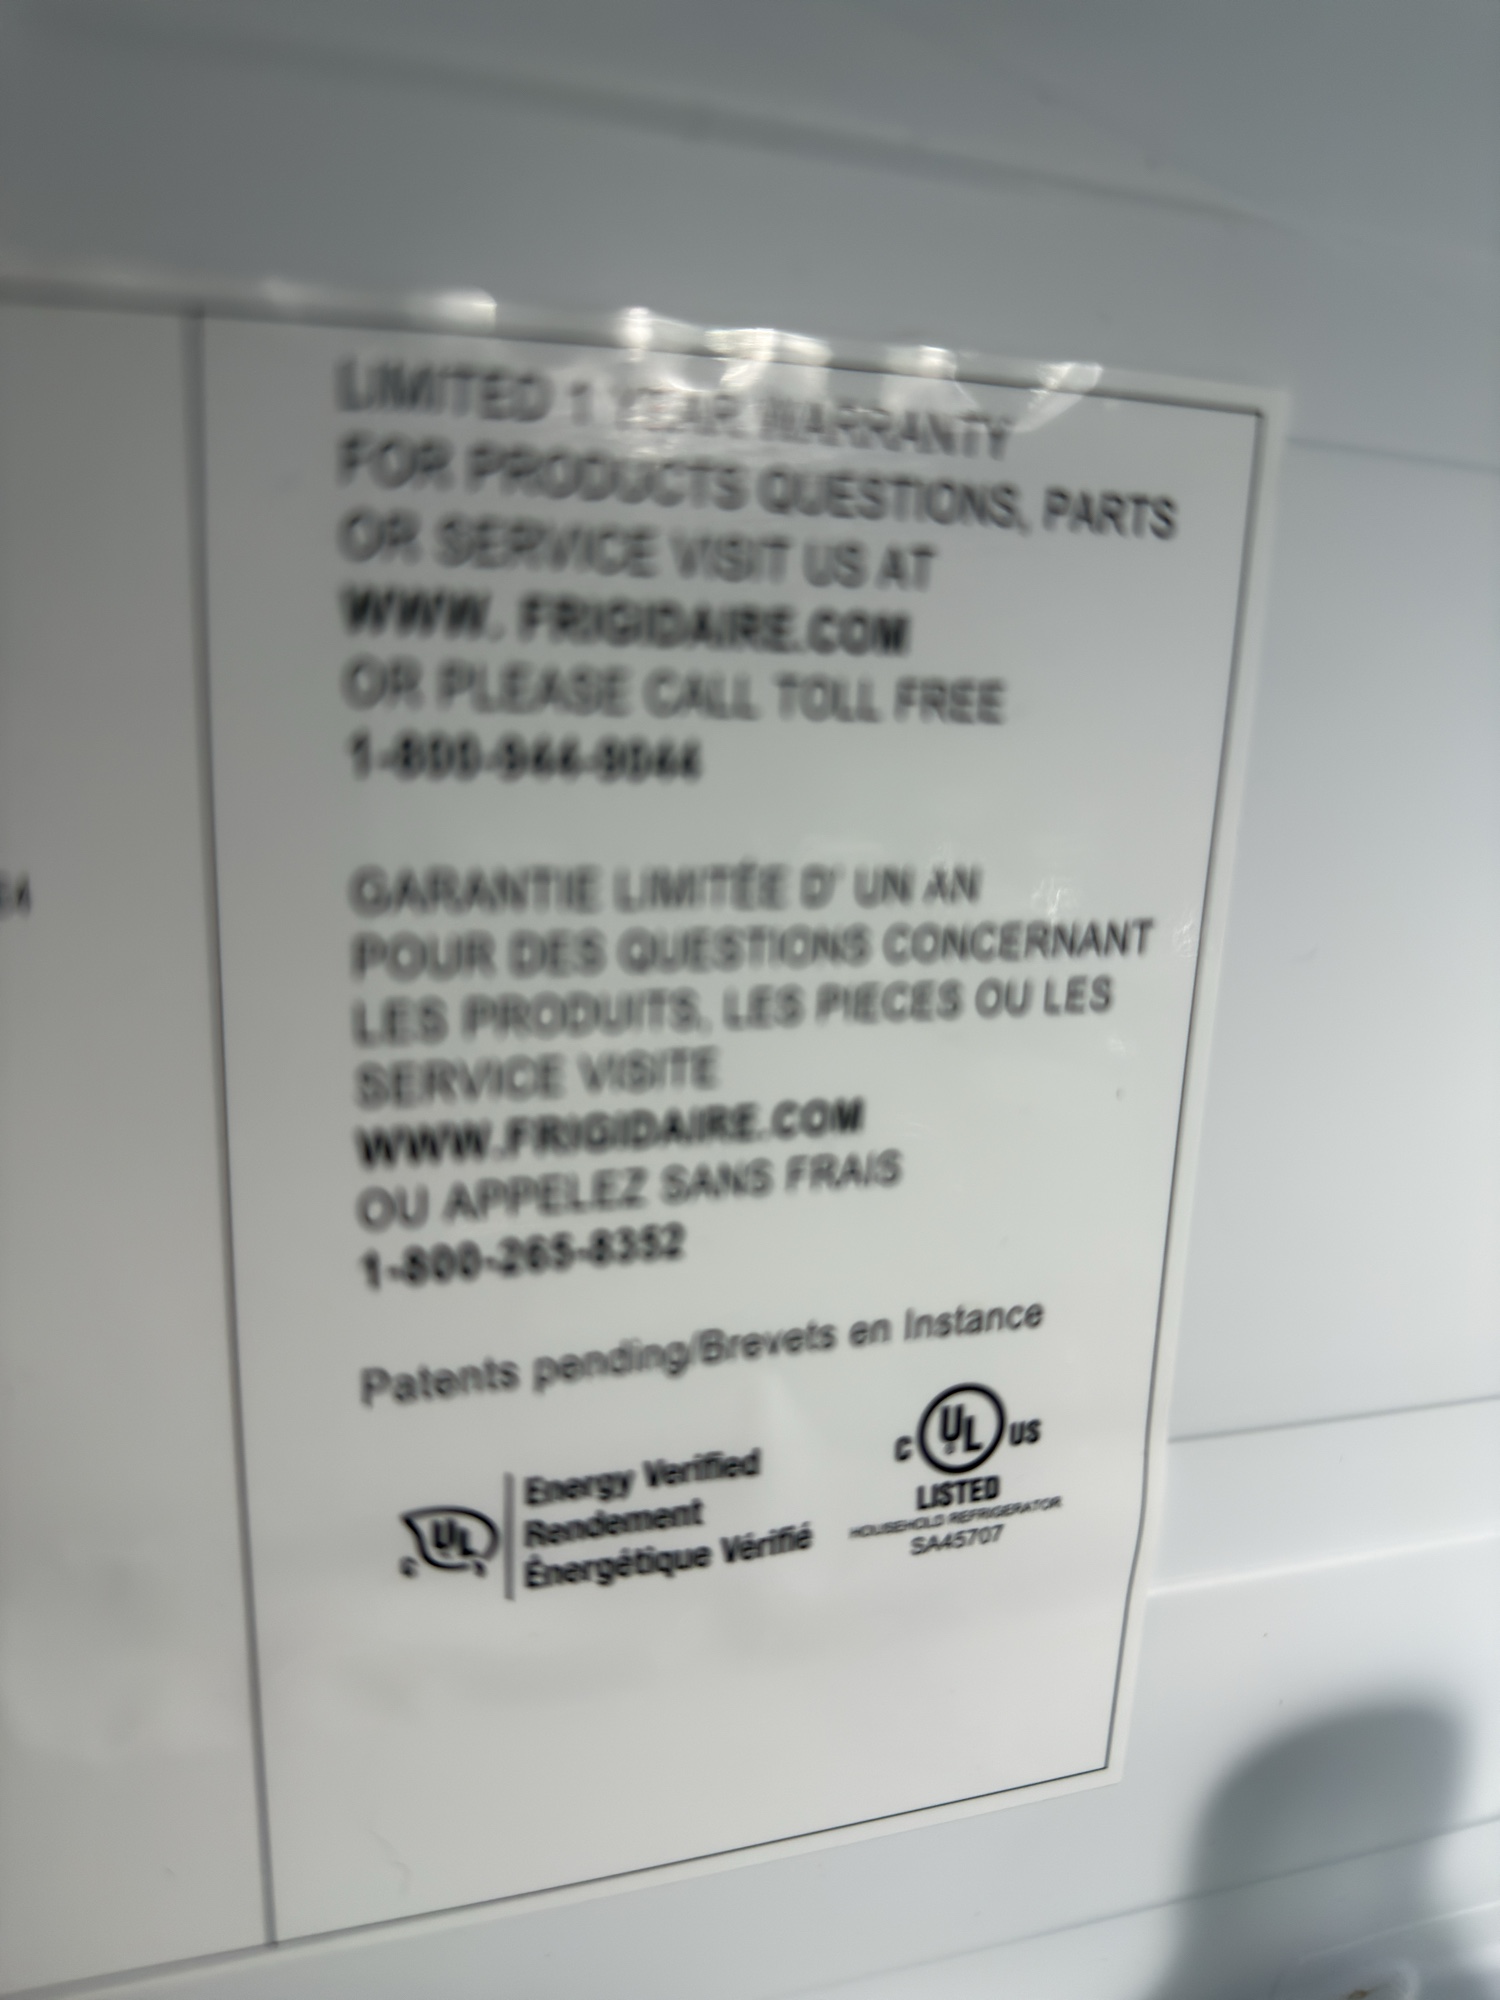 LIMITED 1 YEAR WARRANTY
FOR PRODUCTS QUESTIONS, PARTS
OR SERVICE VISIT US AT
WWW. FRIGIDAIRE.COM
OR PLEASE CALL TOLL FREE
1-800-944-9044
GARANTIE LIMITÉE D' UN AN
POUR DES QUESTIONS CONCERNANT
LES PRODUITS, LES PIECES OU LES
SERVICE VISITE
WWW.FRIGIDAIRE.COM
OU APPELEZ SANS FRAIS
1-800-265-8352
Patents pending/Brevets en Instance
C UL US
LISTED
HOUSEHOLD REFRIGERATOR
SA45707
C UL
Energy Verified
Rendement
Énergétique Vérifié